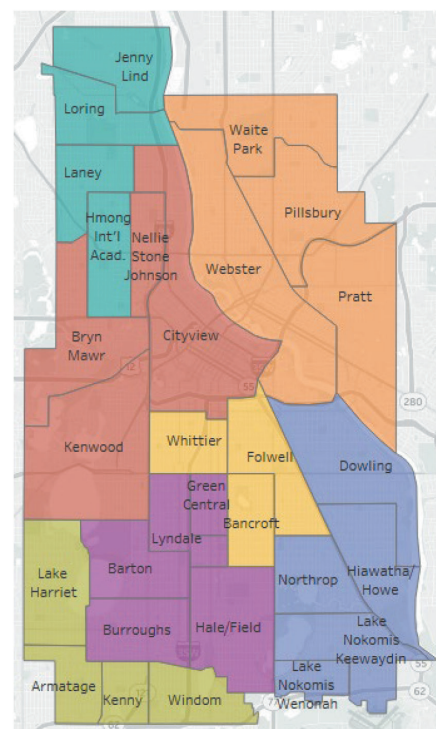 Jenny
Lind
Loring
Waite
Park
Laney
Pillsbury
Hmong
Int'l
Acad.
Nellie
Stone
Johnson
Webster
Pratt
Bryn
Mawr
Cityview
12
55
280
Kenwood
Whittier
Folwell
Dowling
Green
Central
Bancroft
Lyndale
Lake
Harriet
Barton
Northrop
Hiawatha/
Howe
Burroughs
Hale/Field
Lake
Nokomis
Keewaydin
Armatage
Kenny
Windom
Lake
Nokomis
Wenonah
55
62
77